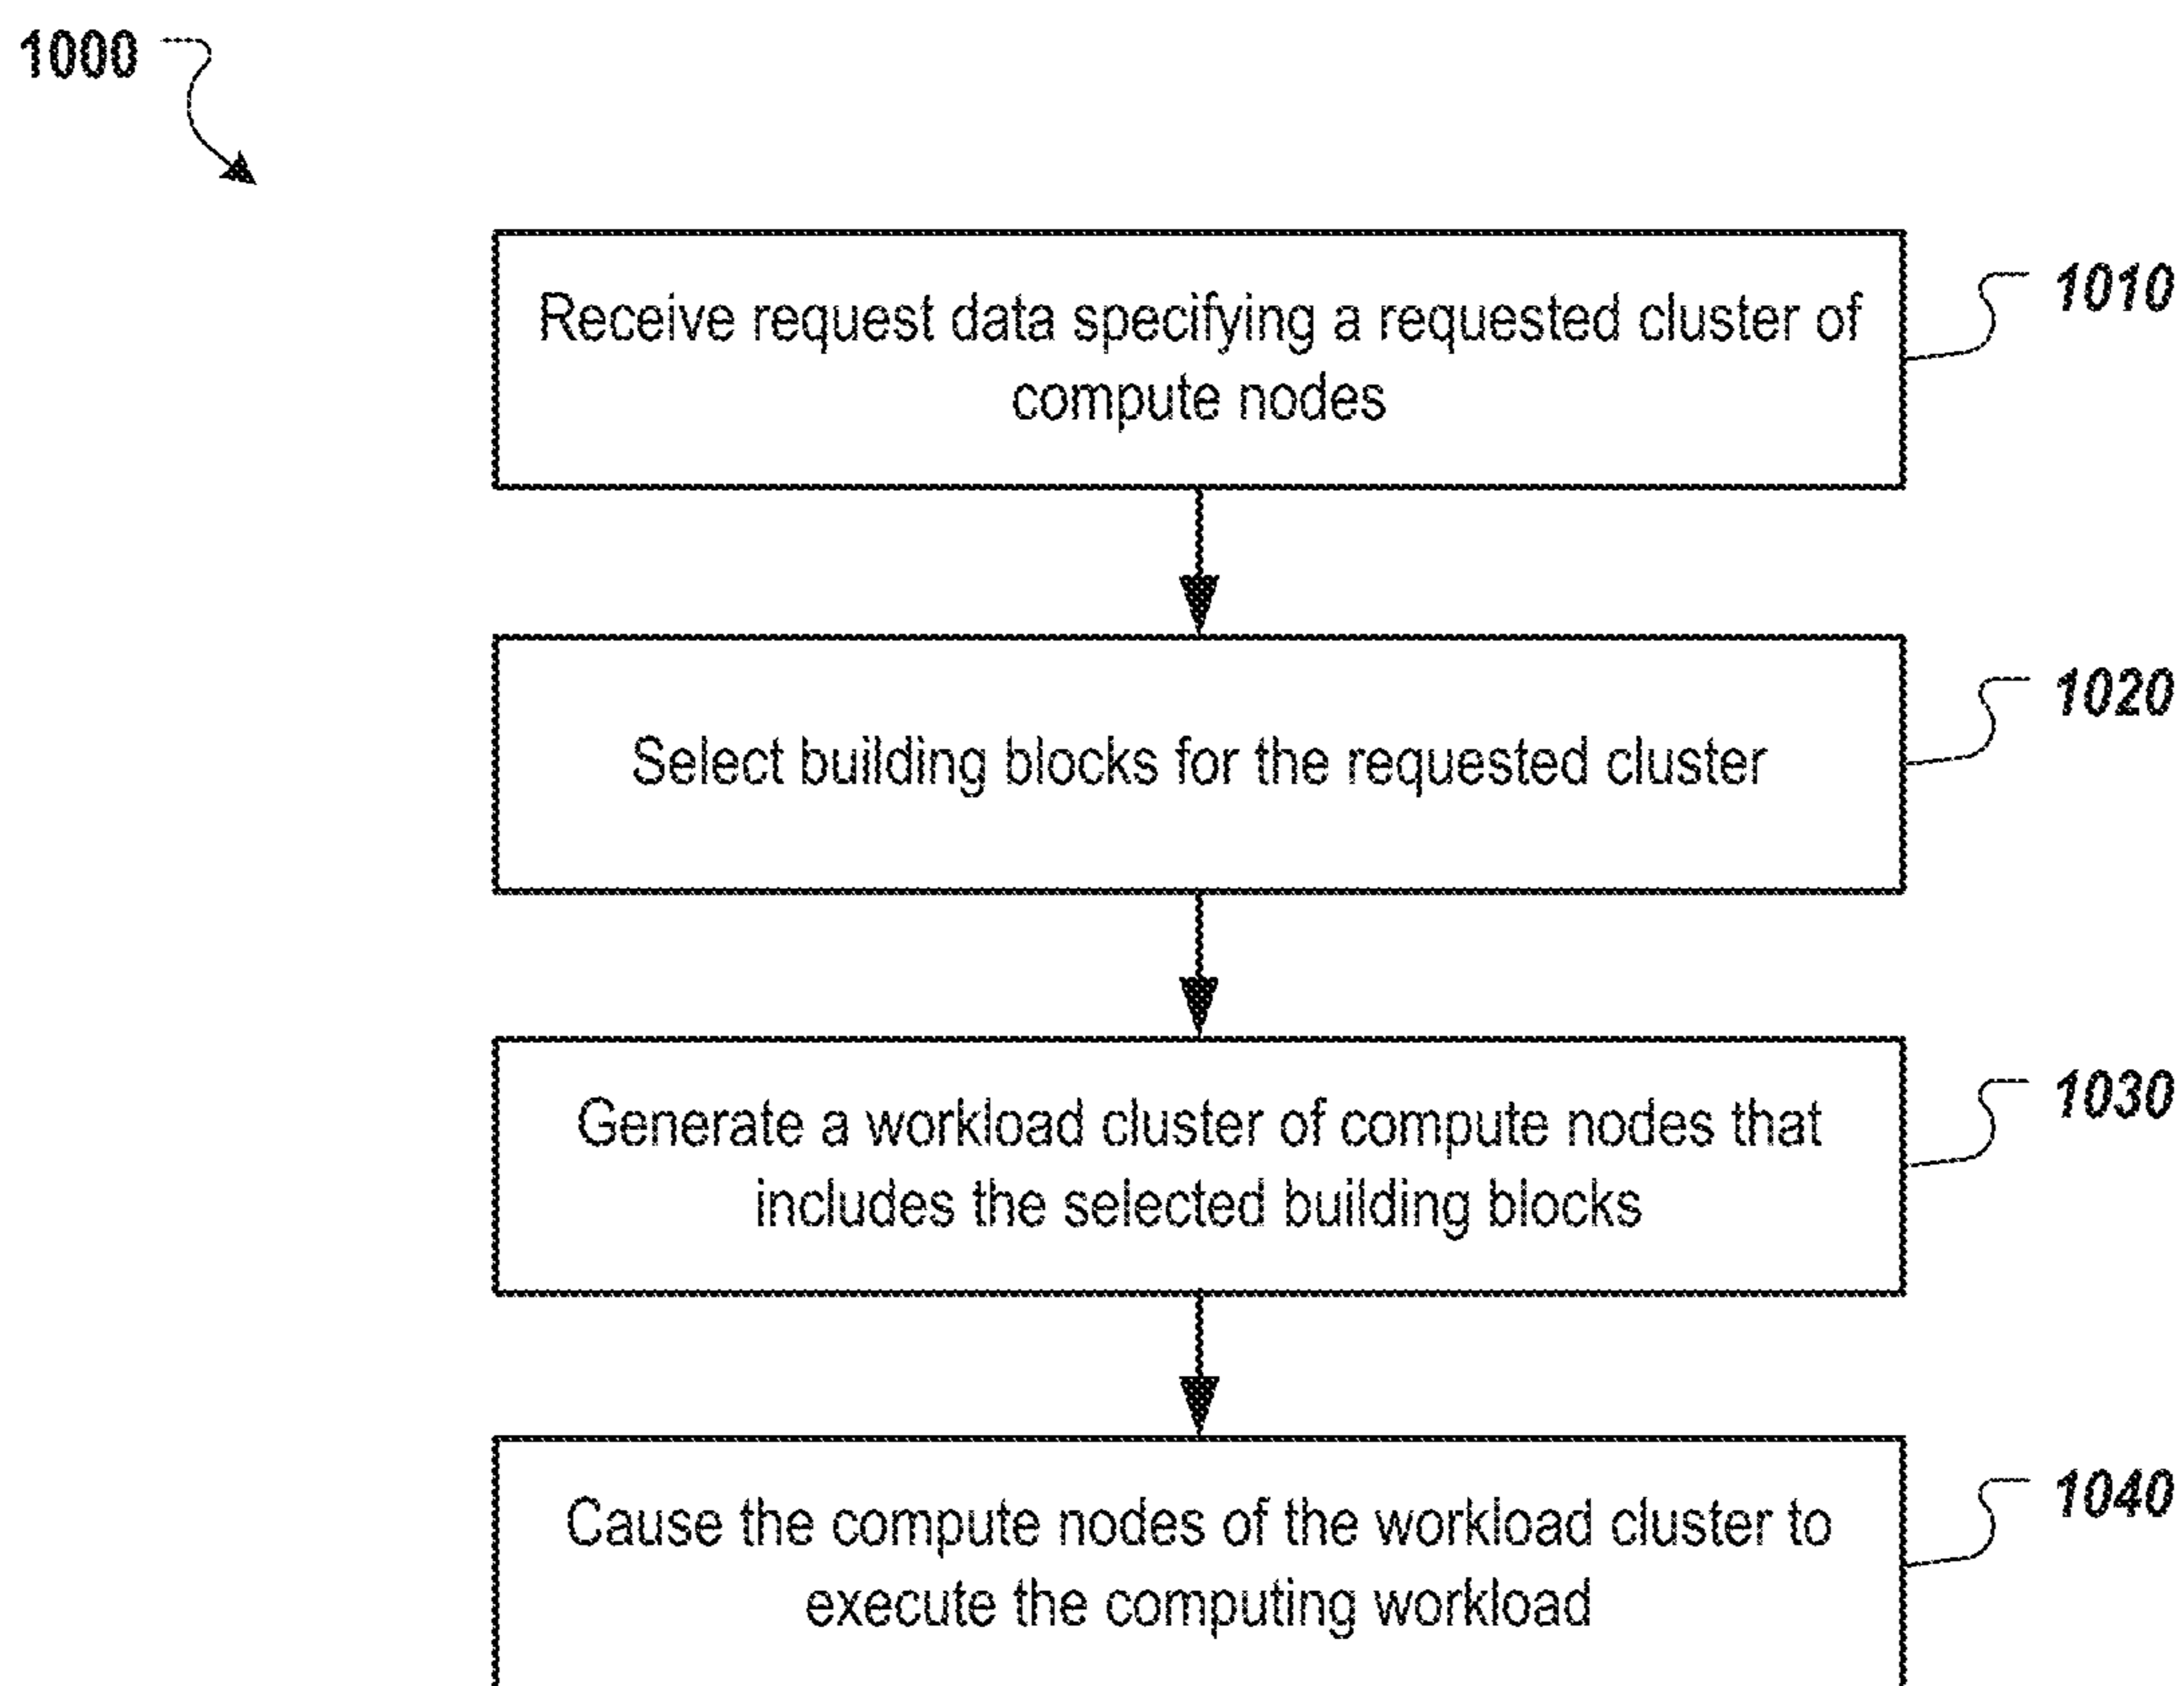 1000
Receive request data specifying a requested cluster of
compute nodes
1010
Select building blocks for the requested cluster
1020
Generate a workload cluster of compute nodes that
includes the selected building blocks
1030
Cause the compute nodes of the workload cluster to
execute the computing workload
1040